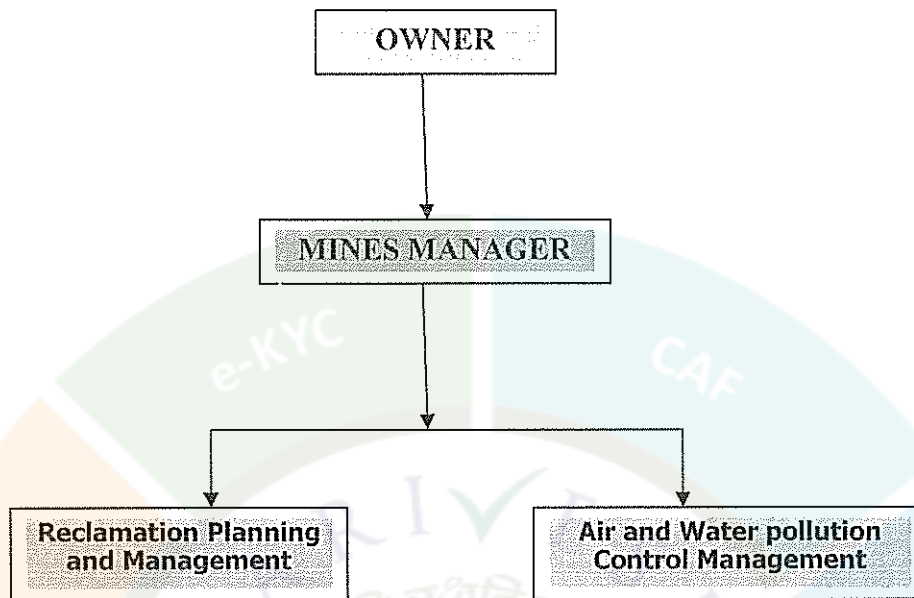 OWNER
MINES MANAGER
e-KYC
CAF
Reclamation Planning
and Management
Air and Water pollution
Control Management